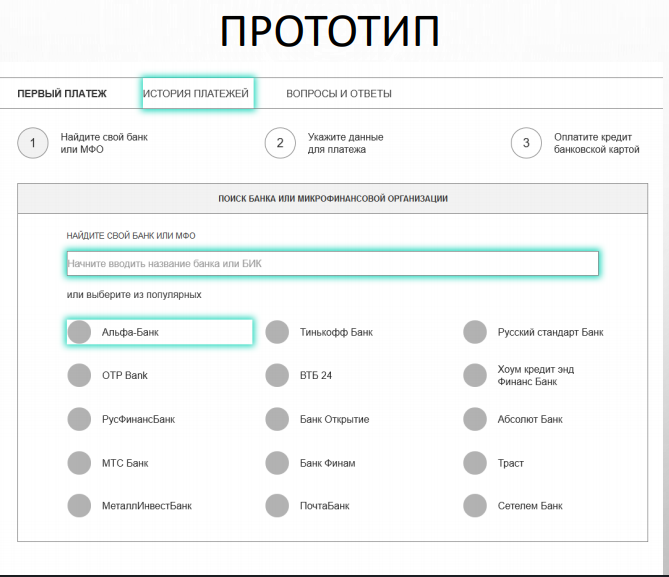 ПРОТОТИП
ПЕРВЫЙ ПЛАТЕЖ ИСТОРИЯ ПЛАТЕЖЕЙ ВОПРОСЫ И ОТВЕТЫ
1 Найдите свой банк
или МФО
2 Укажите данные
для платежа
3 Оплатите кредит
банковской картой
ПОИСК БАНКА ИЛИ МИКРОФИНАНСОВОЙ ОРГАНИЗАЦИИ
НАЙДИТЕ СВОЙ БАНК ИЛИ МФО
Начните вводить название банка или БИК
или выберите из популярных
Альфа-Банк Тинькофф Банк Русский стандарт Банк
OTP Bank ВТБ 24 Хоум кредит энд
Финанс Банк
РусФинансБанк Банк Открытие Абсолют Банк
МТС Банк Банк Финам Траст
МеталлИнвестБанк ПочтаБанк Сетелем Банк